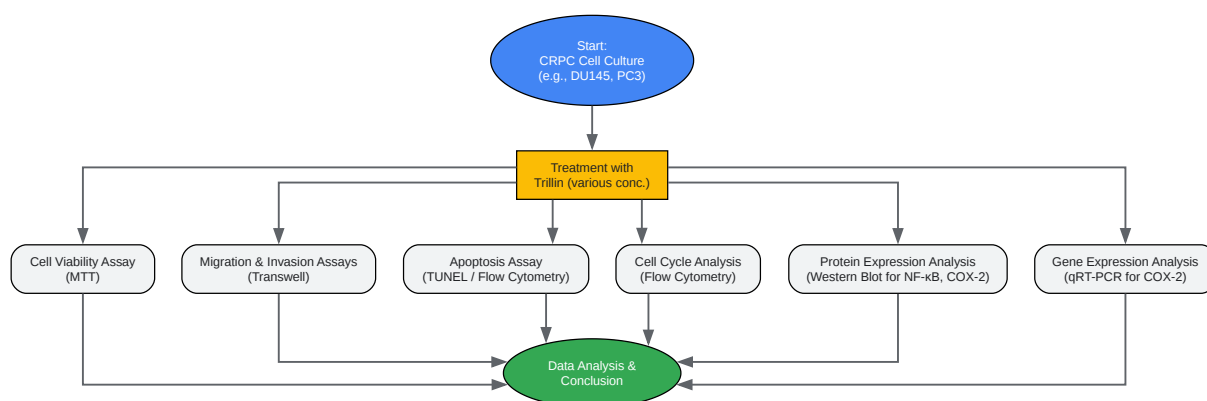 Start:
CRPC Cell Culture
(e.g., DU145, PC3)
Treatment with
Trillin (various conc.)
Cell Viability Assay
(MTT)
Migration & Invasion Assays
(Transwell)
Apoptosis Assay
(TUNEL / Flow Cytometry)
Cell Cycle Analysis
(Flow Cytometry)
Protein Expression Analysis
(Western Blot for NF-κB, COX-2)
Gene Expression Analysis
(qRT-PCR for COX-2)
Data Analysis &
Conclusion